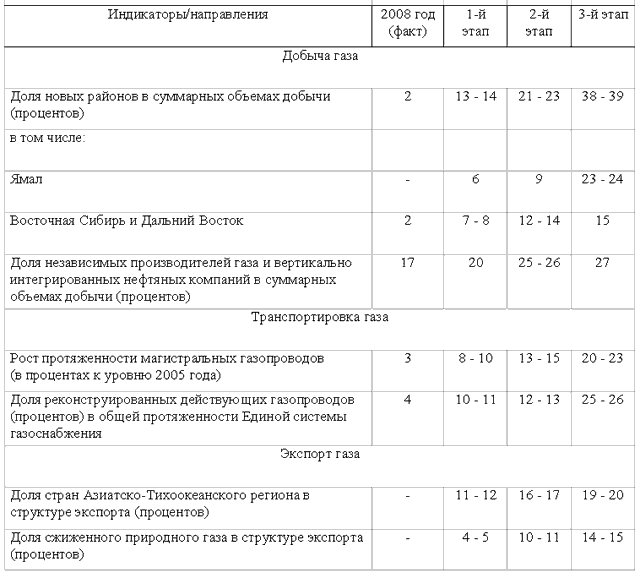 Индикаторы/направления 2008 год 1-й 2-й 3-й этап
(факт) этап этап
Добыча газа
Доля новых районов в суммарных объемах добычи 2 13 - 14 21 - 23 38 - 39
(процентов)
в том числе:
Ямал - 6 9 23 - 24
Восточная Сибирь и Дальний Восток 2 7 - 8 12 - 14 15
Доля независимых производителей газа и вертикально 17 20 25 - 26 27
интегрированных нефтяных компаний в суммарных
объемах добычи (процентов)
Транспортировка газа
Рост протяженности магистральных газопроводов 3 8 - 10 13 - 15 20 - 23
(в процентах к уровню 2005 года)
Доля реконструированных действующих газопроводов 4 10 - 11 12 - 13 25 - 26
(процентов) в общей протяженности Единой системы
газоснабжения
Экспорт газа
Доля стран Азиатско-Тихоокеанского региона в - 11 - 12 16 - 17 19 - 20
структуре экспорта (процентов)
Доля сжиженного природного газа в структуре экспорта - 4 - 5 10 - 11 14 - 15
(процентов)